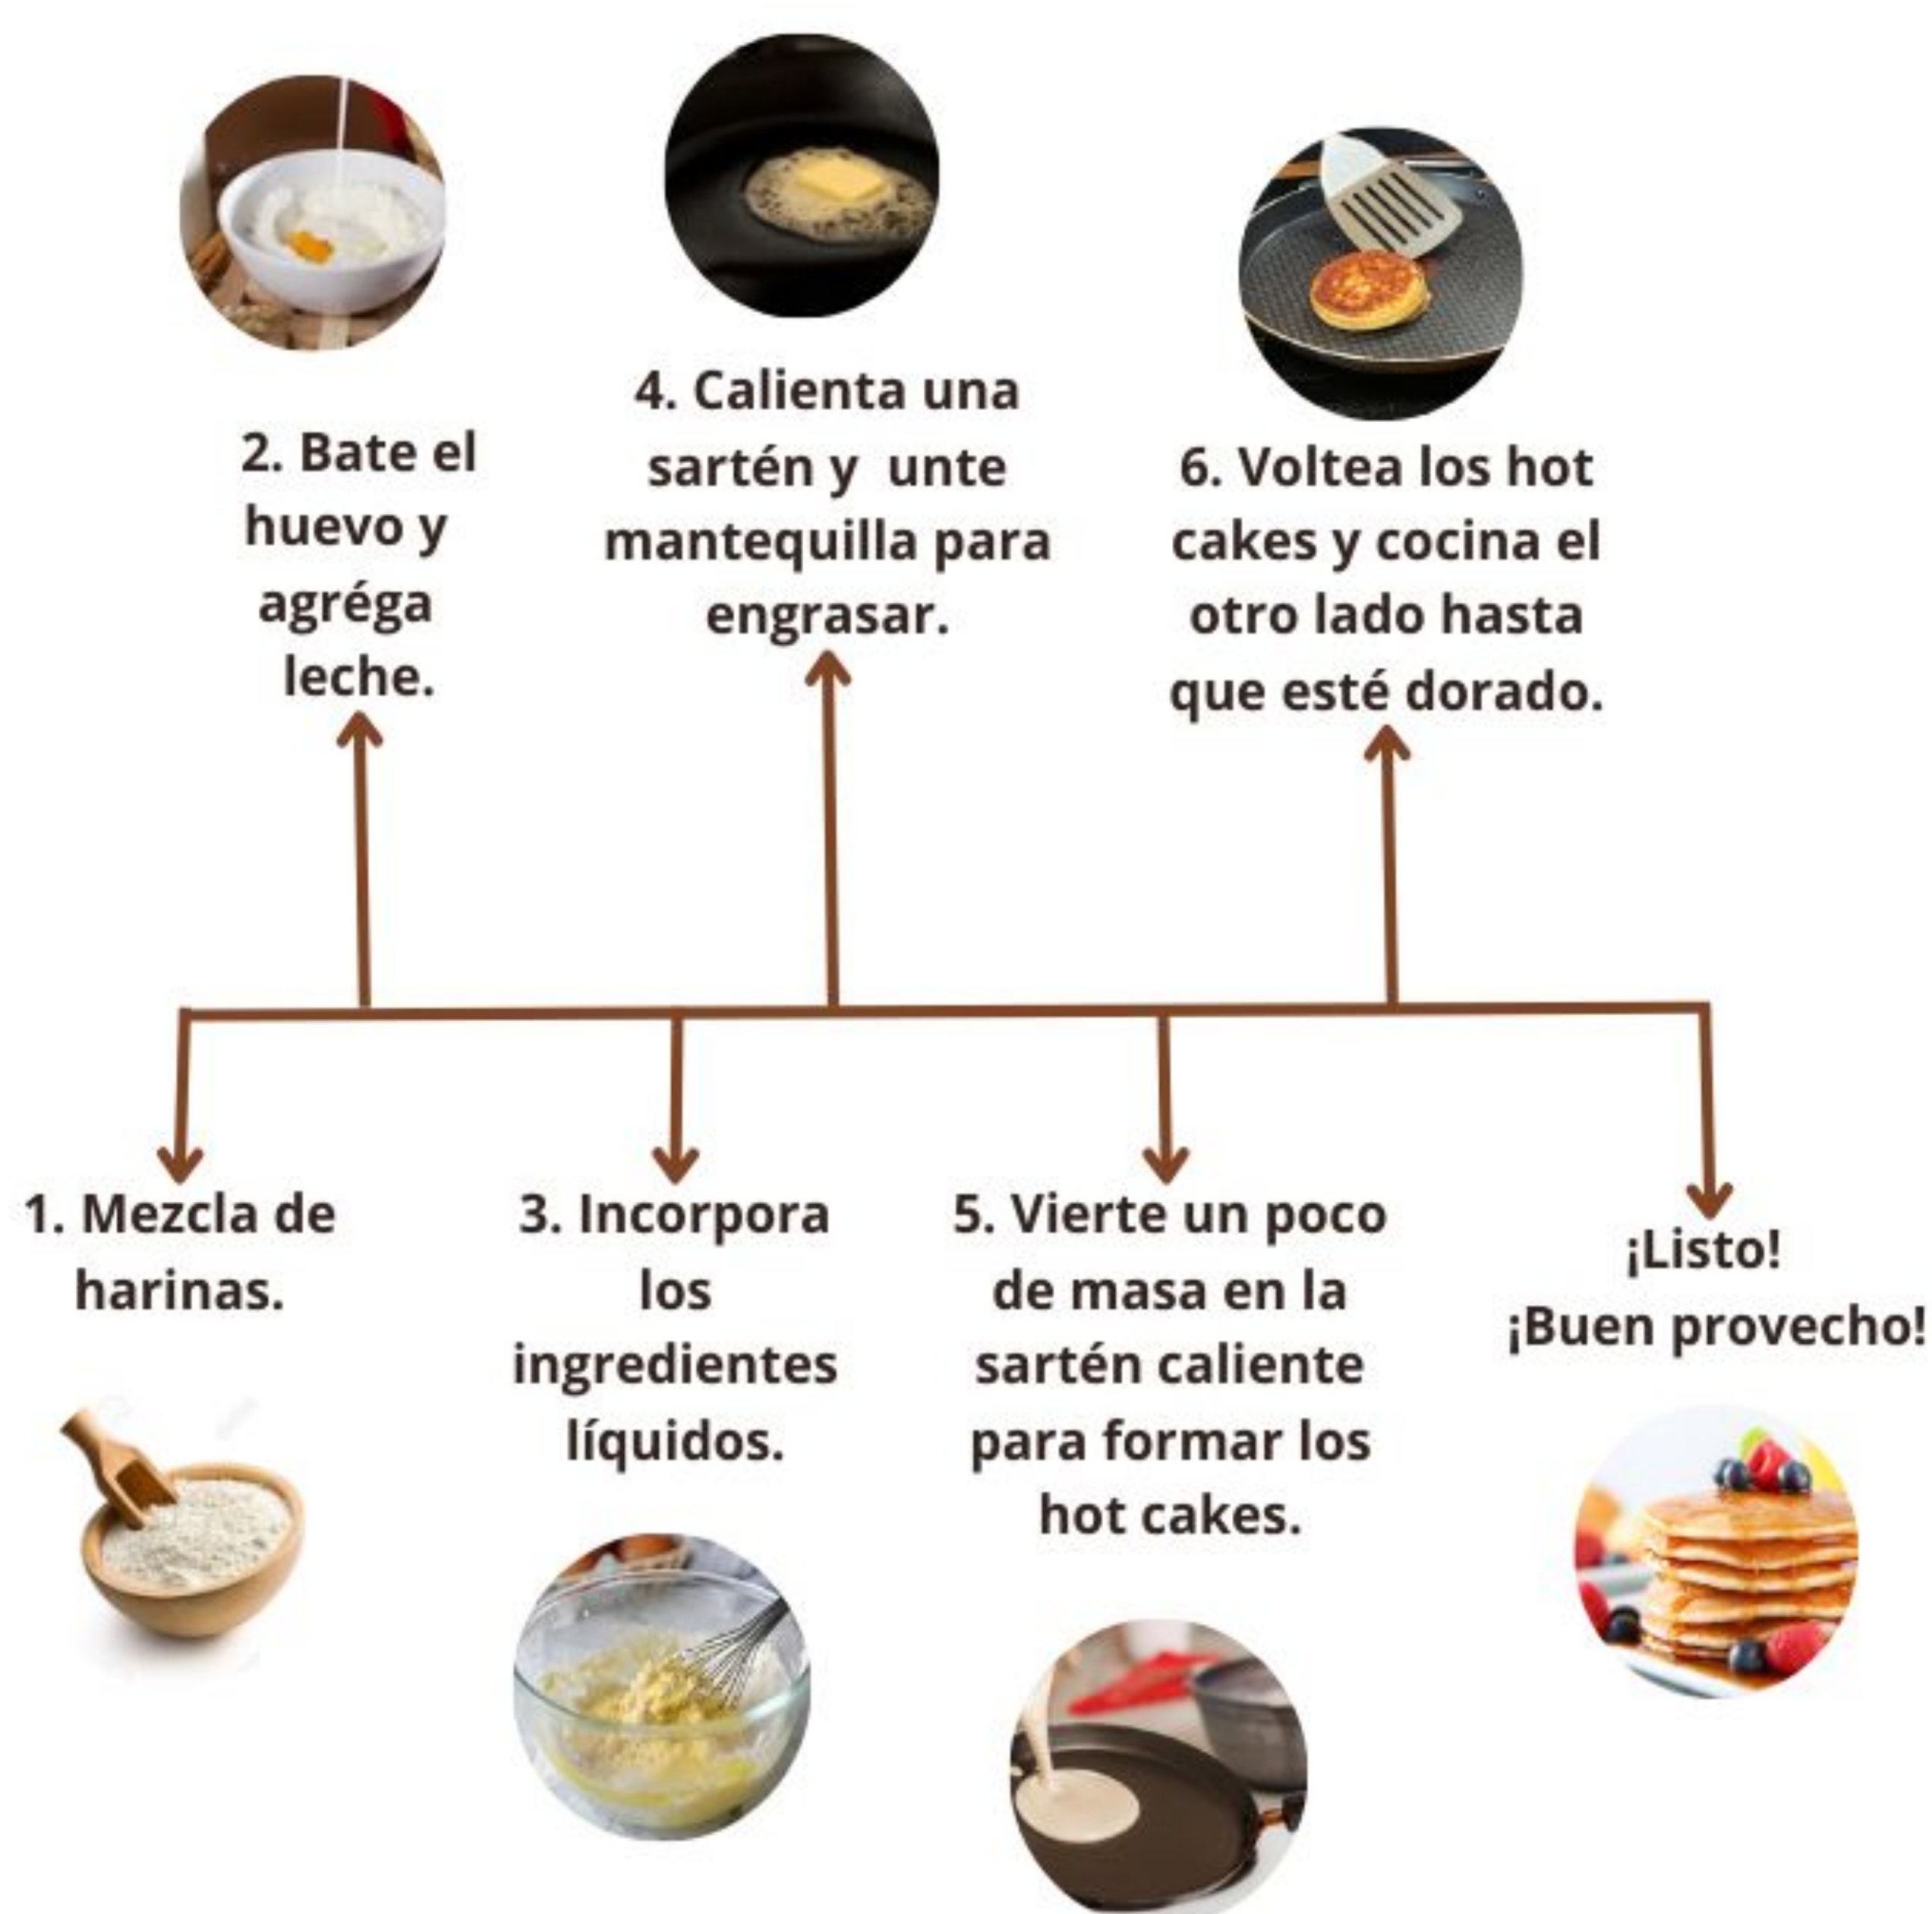 1. Mezcla de
harinas.
2. Bate el
huevo y
agréga
leche.
3. Incorpora
los
ingredientes
líquidos.
4. Calienta una
sartén y  unte
mantequilla para
engrasar.
5. Vierte un poco
de masa en la
sartén caliente
para formar los
hot cakes.
6. Voltea los hot
cakes y cocina el
otro lado hasta
que esté dorado.
¡Listo!
¡Buen provecho!